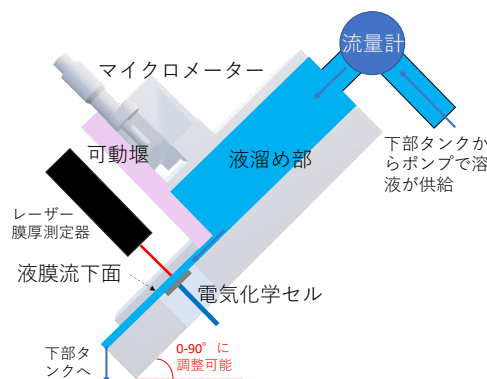 流量計
マイクロメーター
可動堰
液溜め部
下部タンクか
らポンプで溶
液が供給
レーザー
膜厚測定器
液膜流下面
電気化学セル
下部タ
ンクへ
0-90°に
調整可能